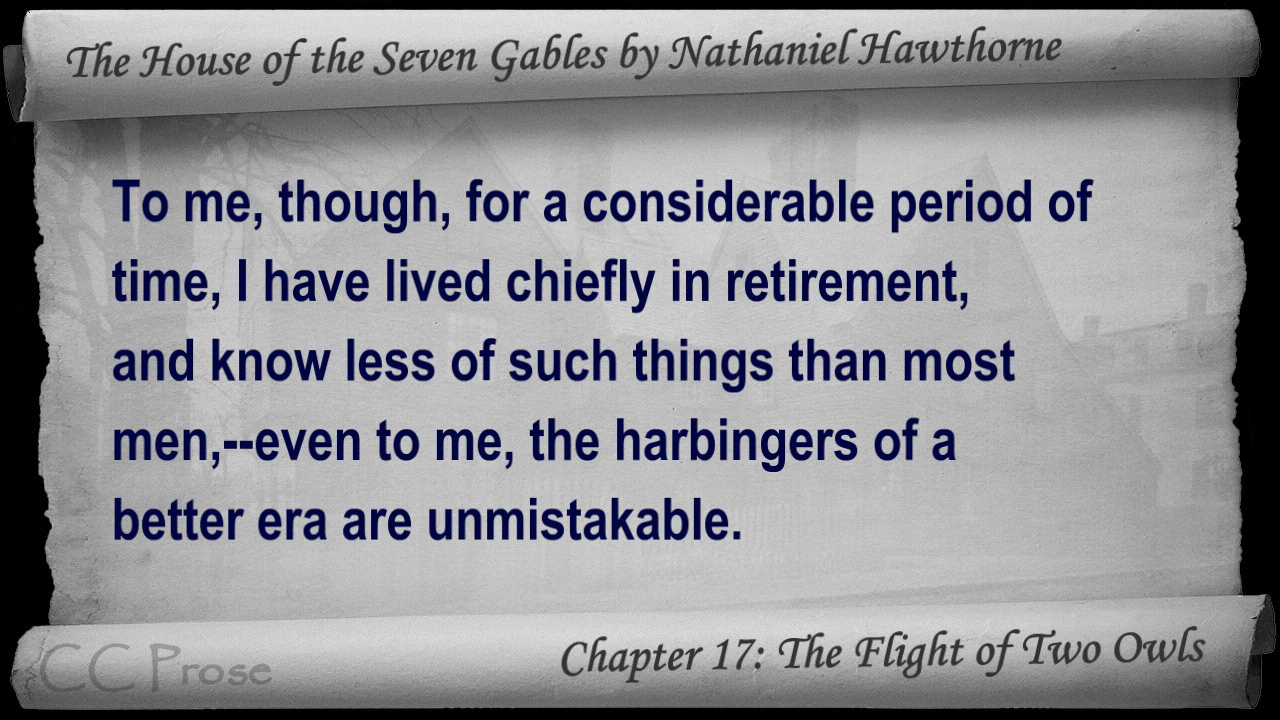 The House of the Seven Gables by Nathaniel Hawthorne
To me, though, for a considerable period of
time, I have lived chiefly in retirement,
and know less of such things than most
men,--even to me, the harbingers of a
better era are unmistakable.
CC Prose
Chapter 17: The Flight of Two Owls